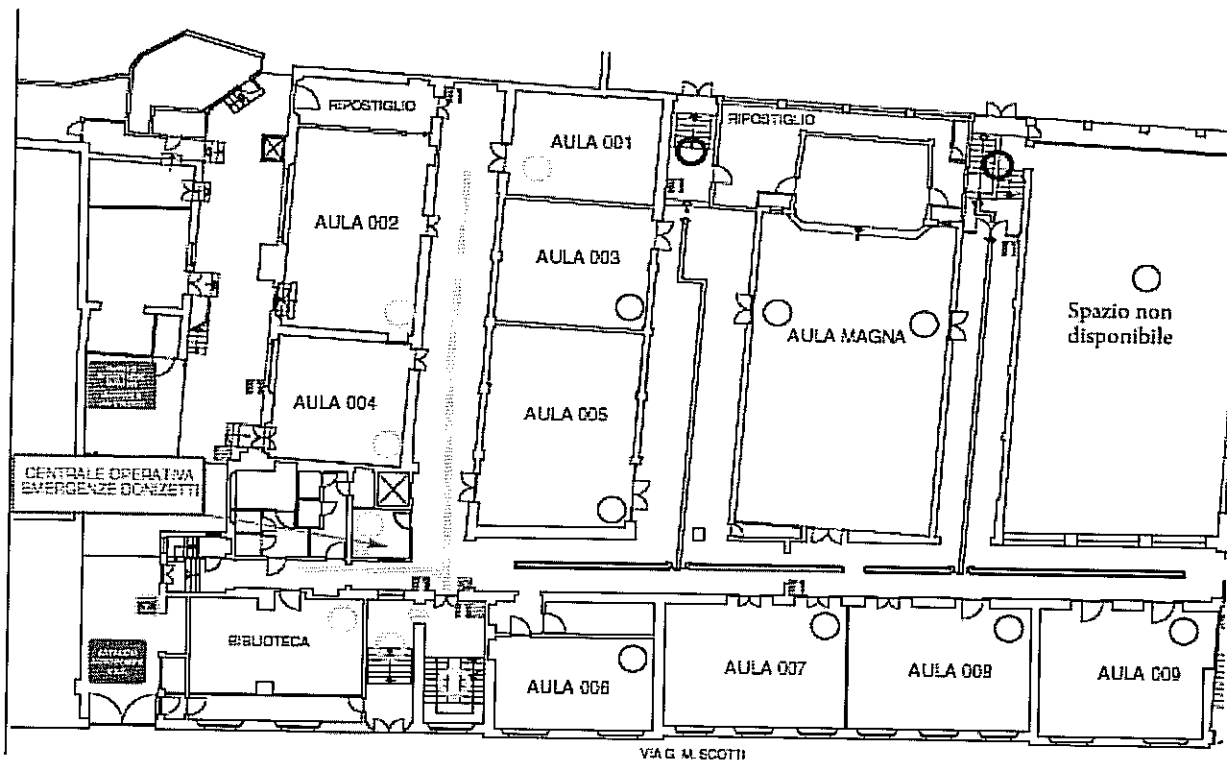 RIPOSTIGLIO
AULA 001
RIPOSTIGLIO
AULA 002
AULA 003
AULA MAGNA
Spazio non
disponibile
AULA 004
AULA 005
CENTRALE OPERATIVA
EMERGENZE DONIZETTI
BIBLIOTECA
AULA 006
AULA 007
AULA 008
AULA 009
VIA G. M. SCOTTI